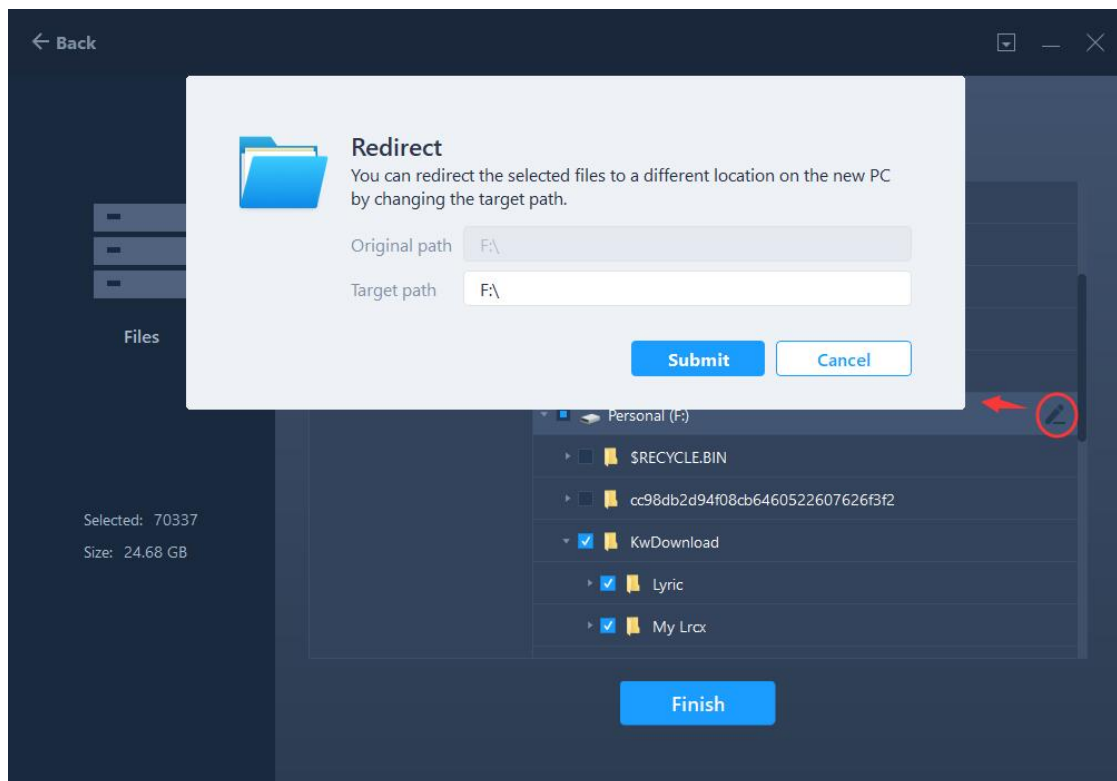 Back
Redirect
You can redirect the selected files to a different location on the new PC
by changing the target path.
Original path F:\
Target path F:\
Submit Cancel
Files
Personal (F:)
$RECYCLE.BIN
cc98db2d94f08cb6460522607626f3f2
Selected: 70337
KwDownload
Size: 24.68 GB
Lyric
My Lrcx
Finish